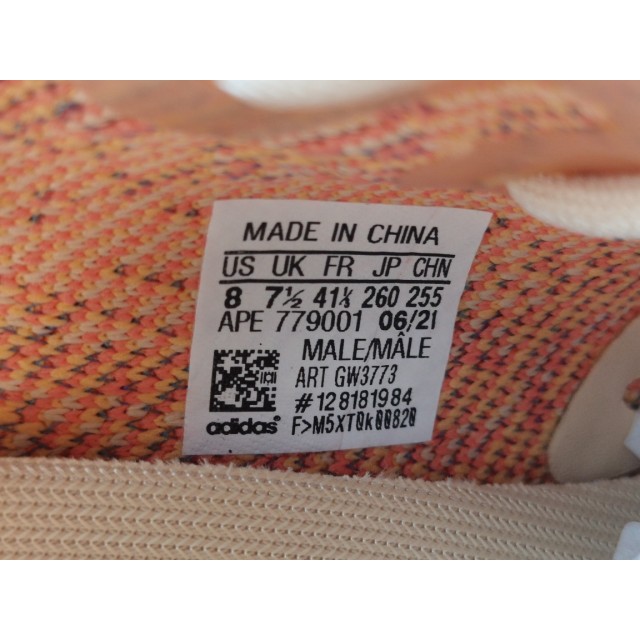 MADE IN CHINA
US UK FR JP CHN
8 7½ 41⅓ 260 255
APE 779001 06/21
MALE/MÂLE
ART GW3773
#128181984
adidas F>M5XT0k00820